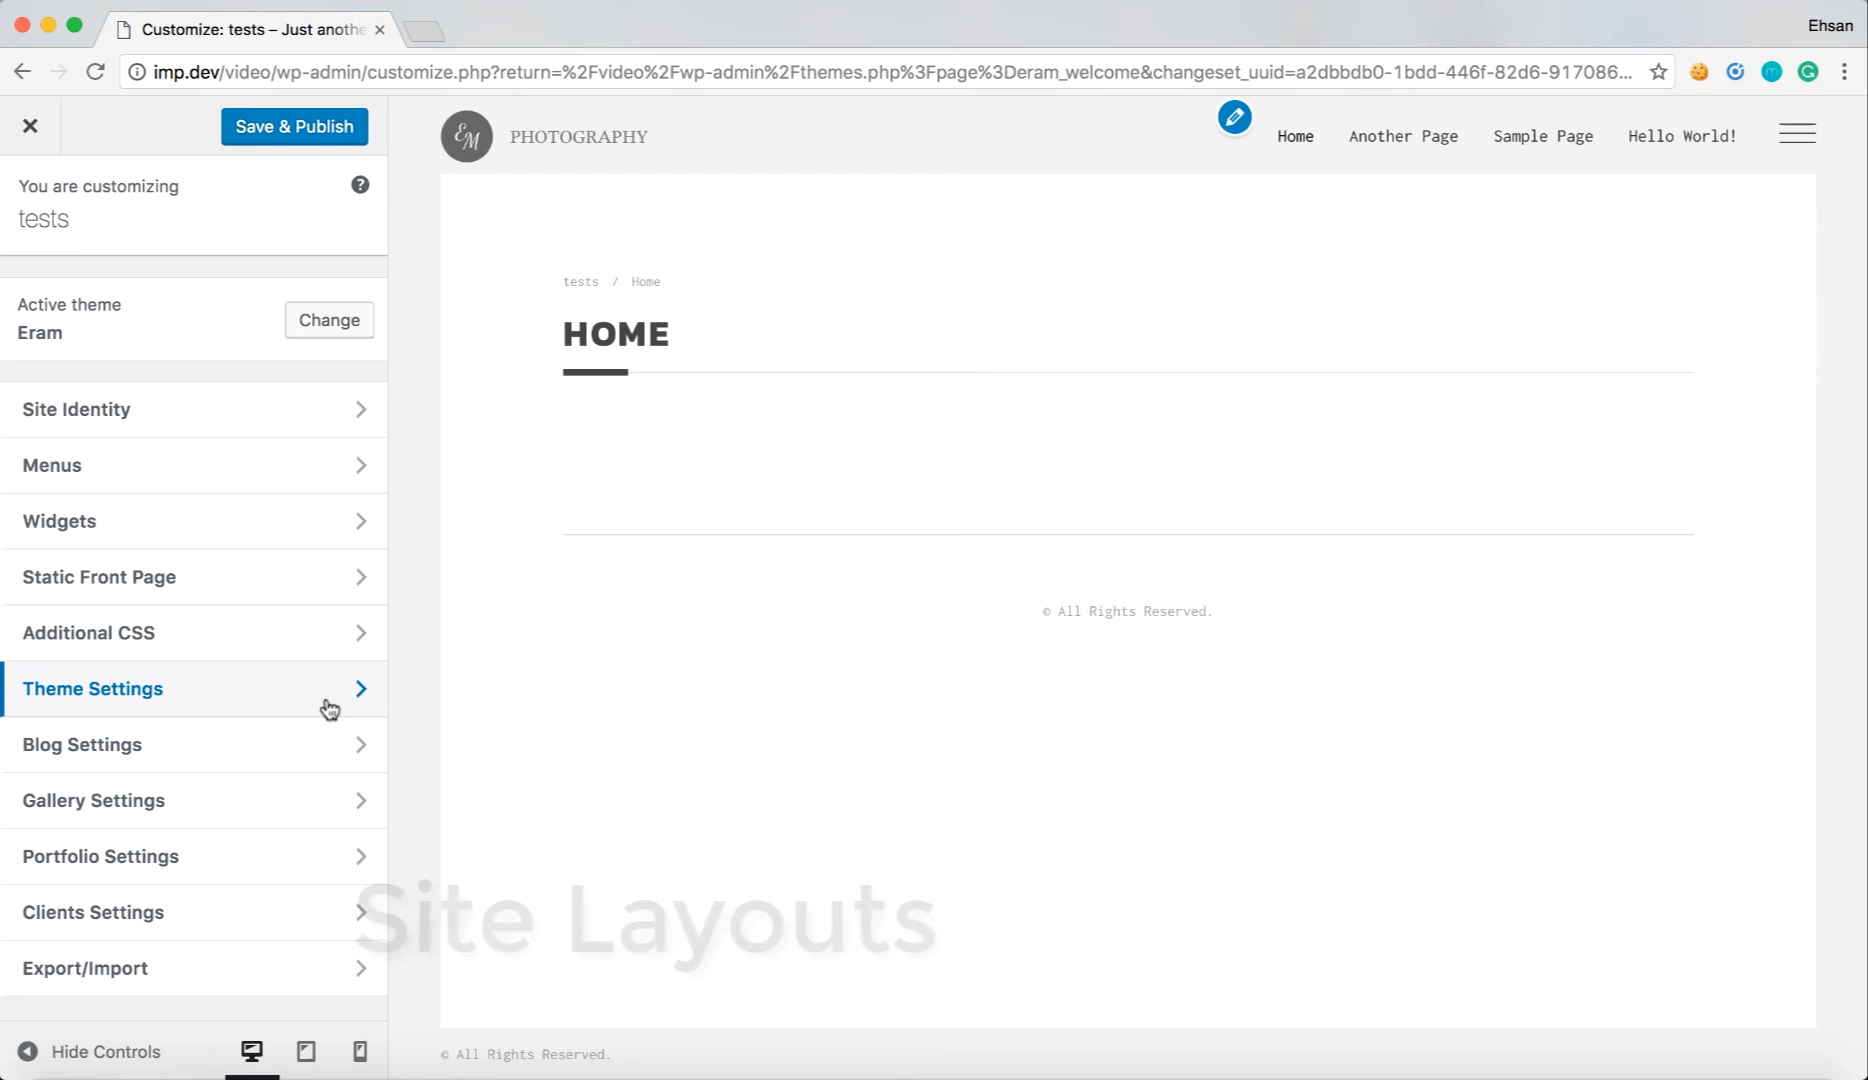 Customize: tests – Just anothe
Ehsan
imp.dev/video/wp-admin/customize.php?return=%2Fvideo%2Fwp-admin%2Fthemes.php%3Fpage%3Deram_welcome&changeset_uuid=a2dbbdb0-1bdd-446f-82d6-917086...
Save & Publish
You are customizing
tests
Active theme
Eram
Change
Site Identity
Menus
Widgets
Static Front Page
Additional CSS
Theme Settings
Blog Settings
Gallery Settings
Portfolio Settings
Clients Settings
Export/Import
Hide Controls
EM PHOTOGRAPHY
Home Another Page Sample Page Hello World!
tests / Home
HOME
© All Rights Reserved.
Site Layouts
© All Rights Reserved.